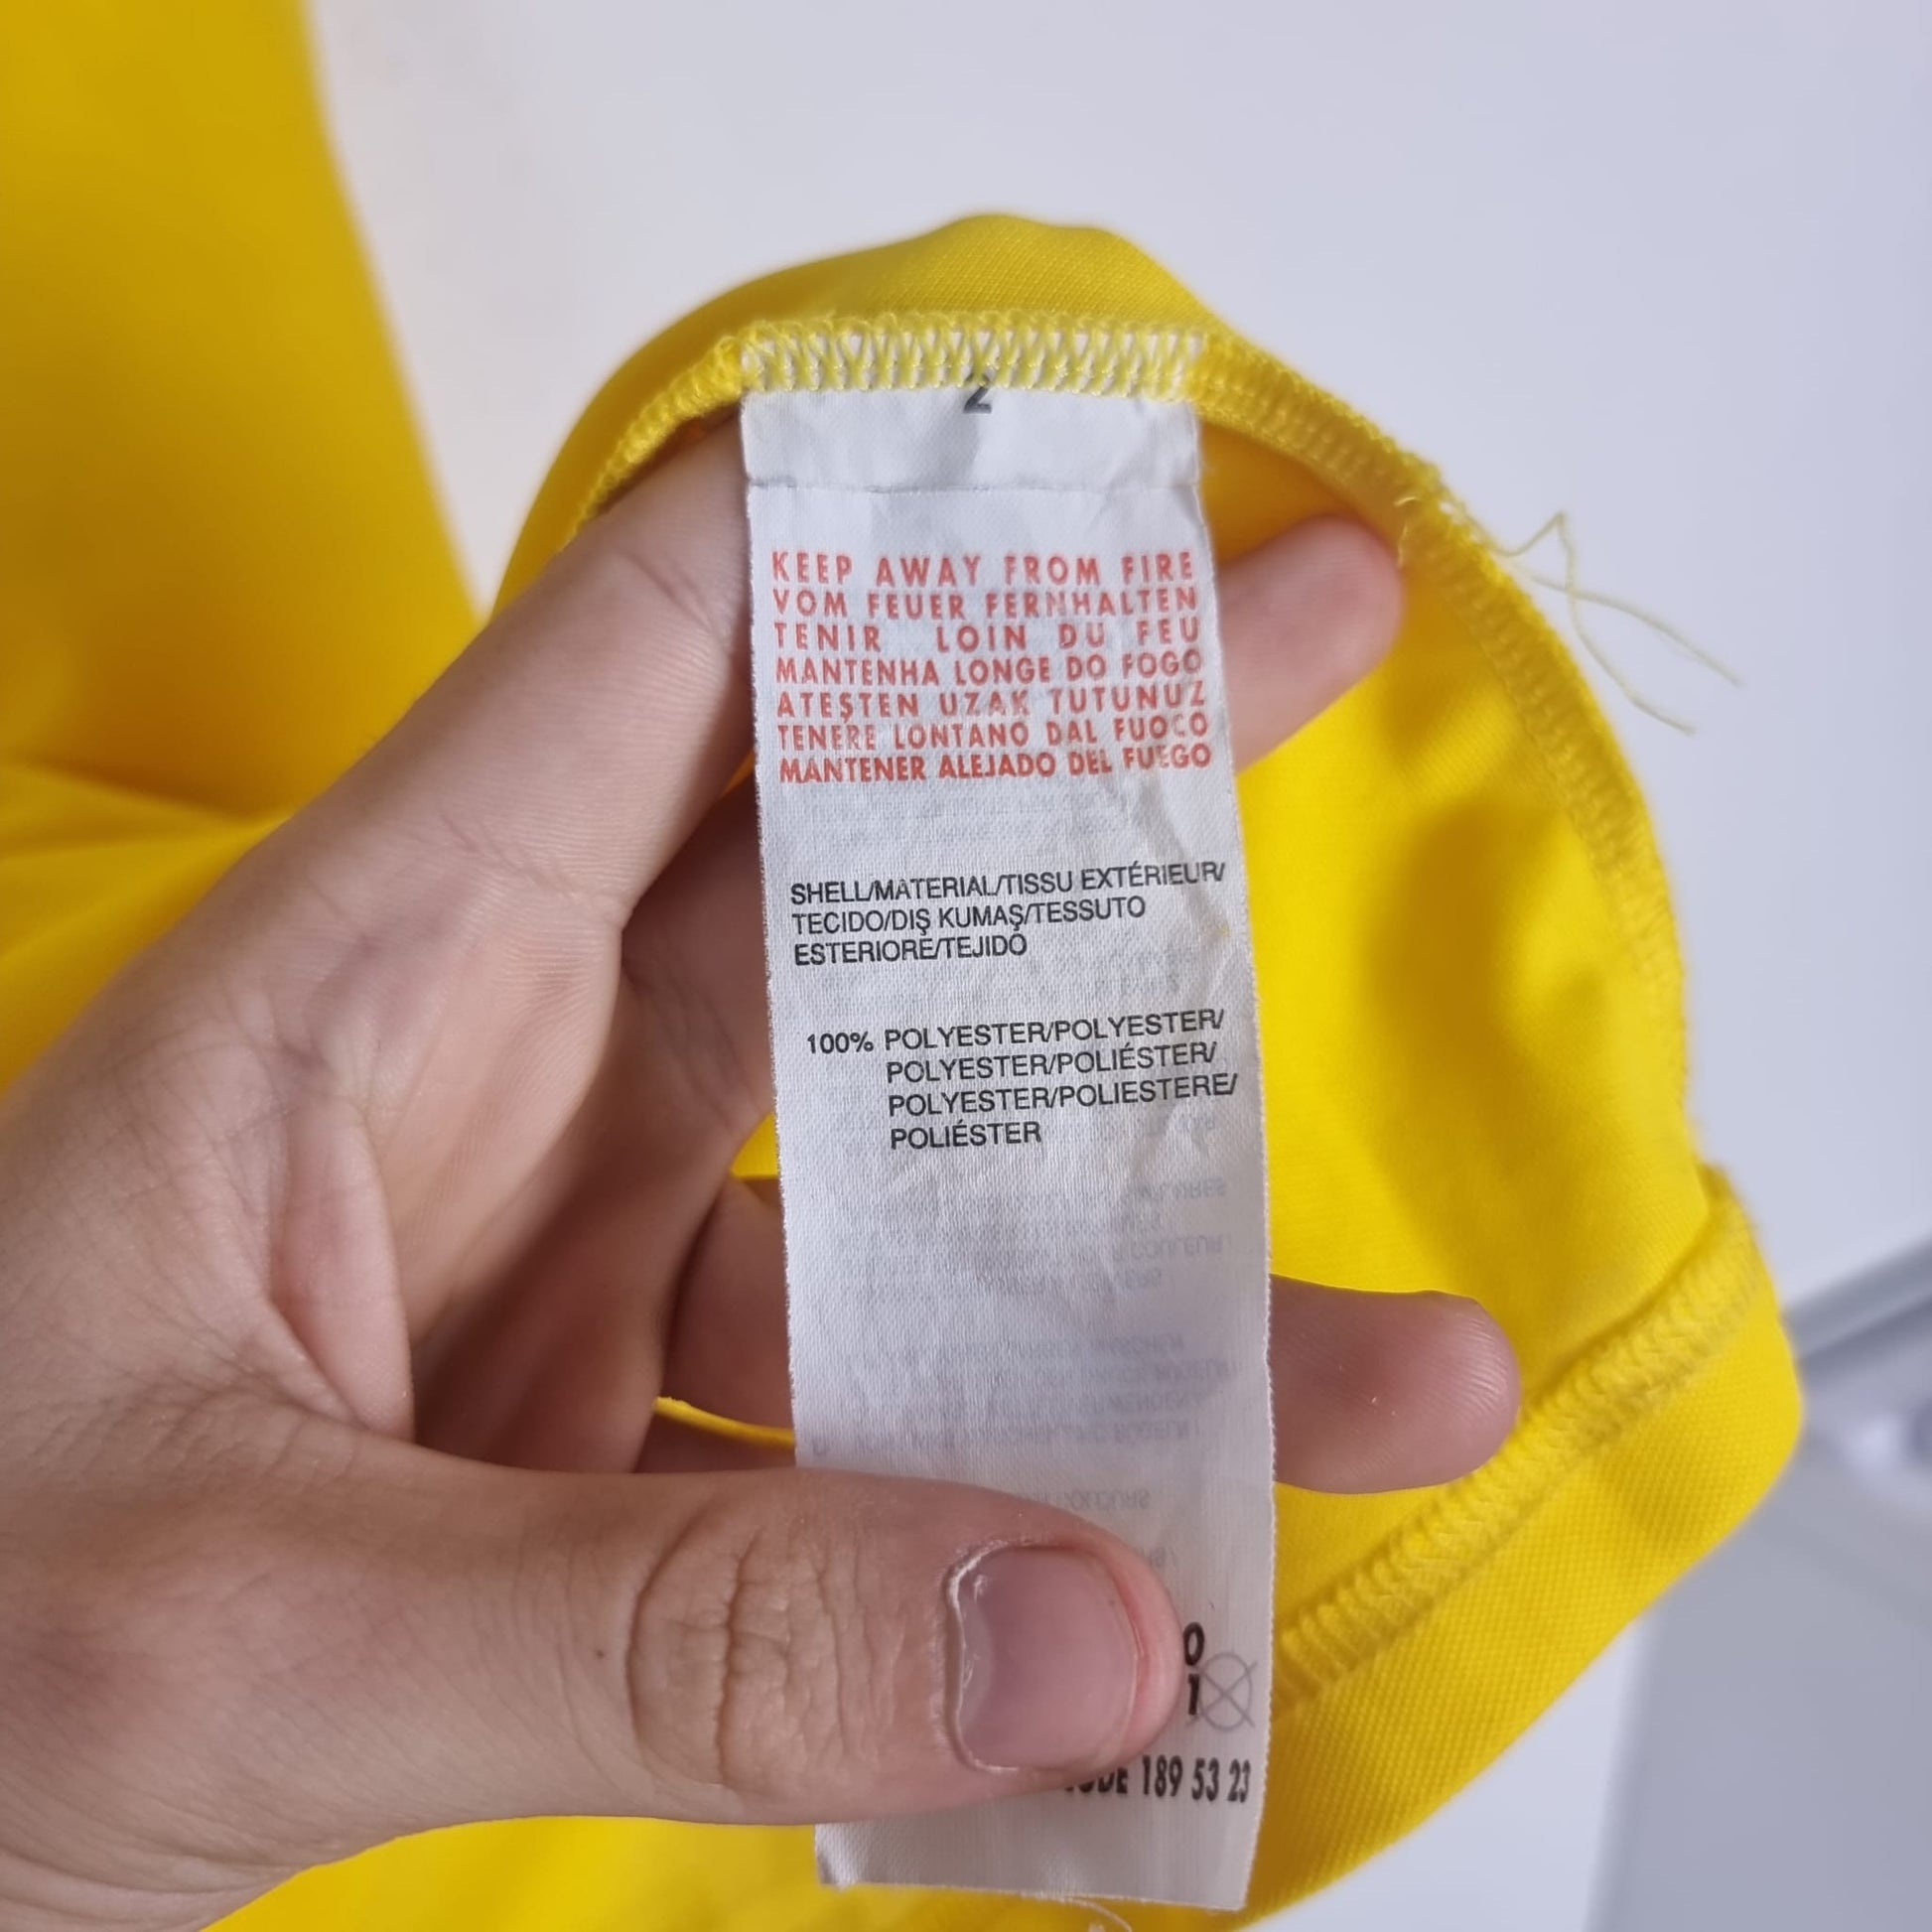 2
KEEP AWAY FROM FIRE
VOM FEUER FERNHALTEN
TENIR LOIN DU FEU
MANTENHA LONGE DO FOGO
ATEŞTEN UZAK TUTUNUZ
TENERE LONTANO DAL FUOCO
MANTENER ALEJADO DEL FUEGO
SHELL/MATERIAL/TISSU EXTÉRIEUR/
TECIDO/DIŞ KUMAŞ/TESSUTO
ESTERIORE/TEJIDO
100% POLYESTER/POLYESTER/
POLYESTER/POLIÉSTER/
POLYESTER/POLIESTERE/
POLIÉSTER
0
1
189 53 23